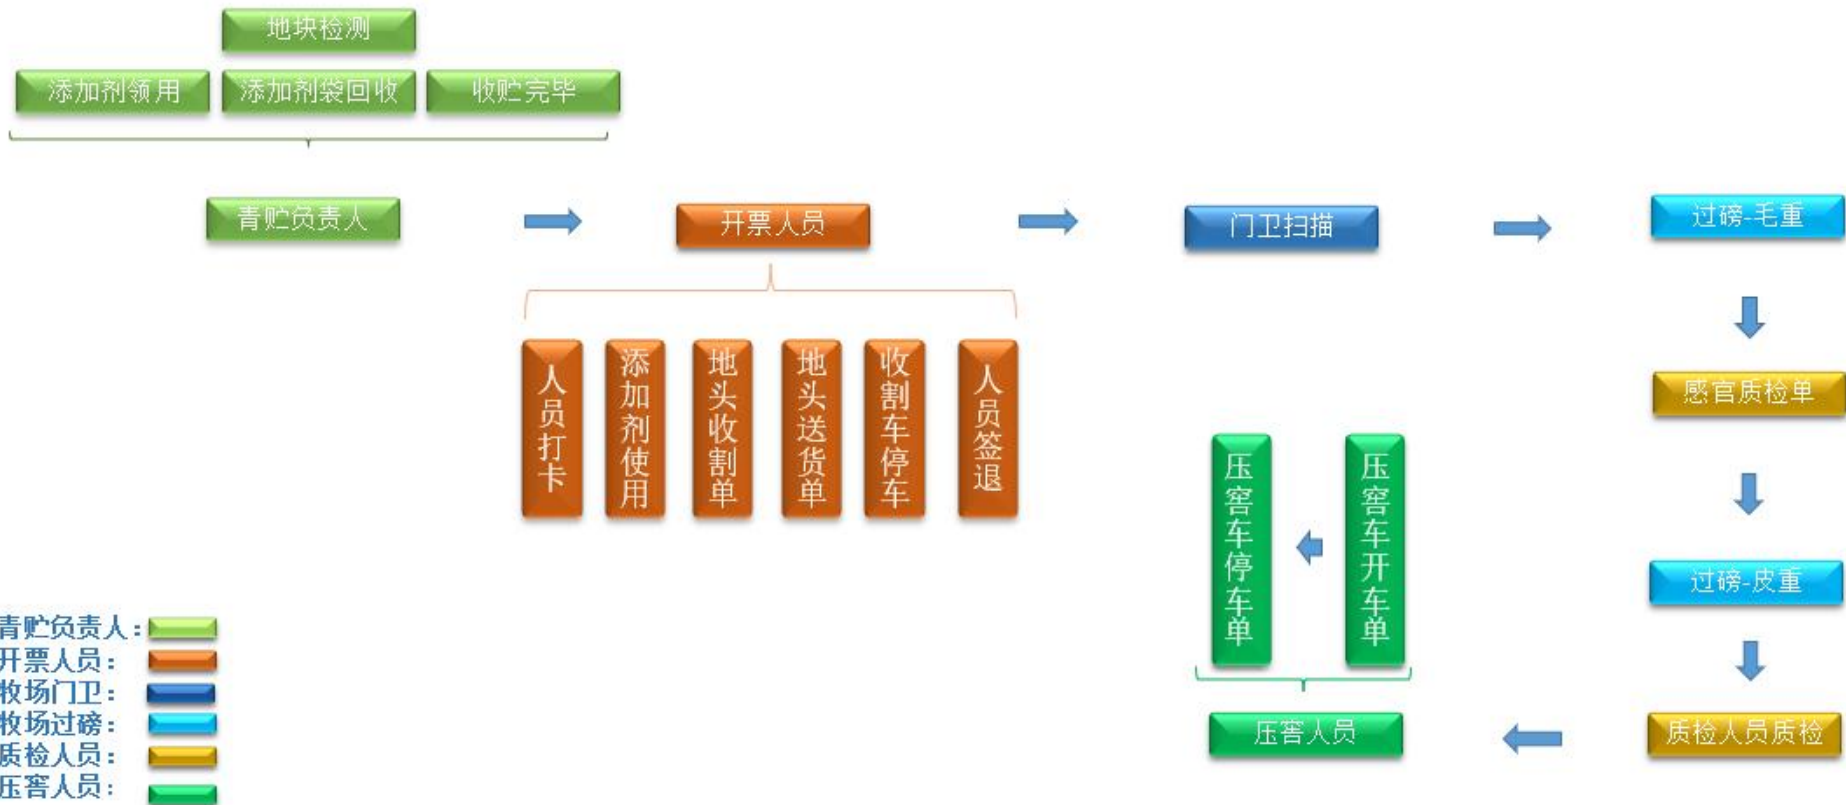 地块检测
添加剂领用
添加剂袋回收
收贮完毕
青贮负责人
开票人员
门卫扫描
过磅-毛重
人员打卡
添加剂使用
地头收割单
地头送货单
收割车停车
人员签退
感官质检单
压窖车停车单
压窖车开车单
过磅-皮重
压窖人员
质检人员质检
青贮负责人：
开票人员：
牧场门卫：
牧场过磅：
质检人员：
压窖人员：